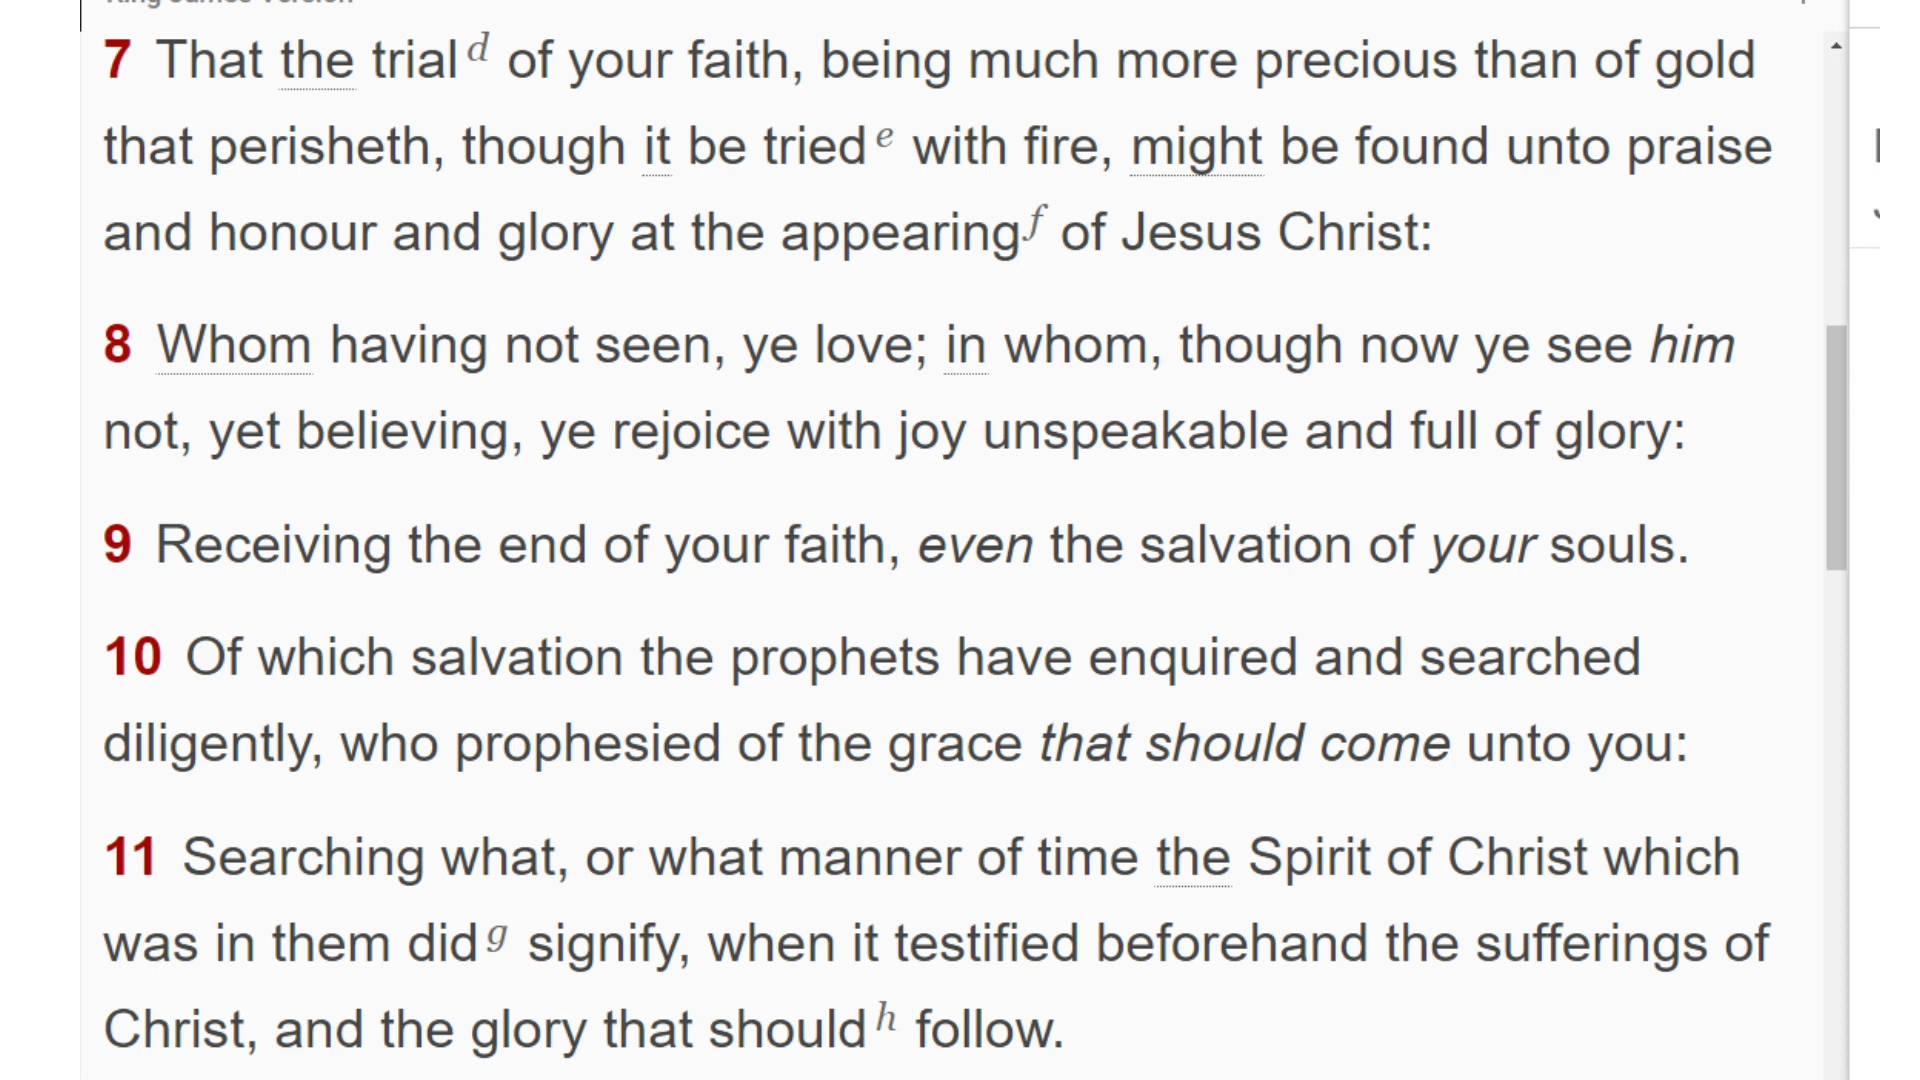 King James Version
7 That the trial d of your faith, being much more precious than of gold
that perisheth, though it be tried e with fire, might be found unto praise
and honour and glory at the appearing f of Jesus Christ:
8 Whom having not seen, ye love; in whom, though now ye see him
not, yet believing, ye rejoice with joy unspeakable and full of glory:
9 Receiving the end of your faith, even the salvation of your souls.
10 Of which salvation the prophets have enquired and searched
diligently, who prophesied of the grace that should come unto you:
11 Searching what, or what manner of time the Spirit of Christ which
was in them did g signify, when it testified beforehand the sufferings of
Christ, and the glory that should h follow.